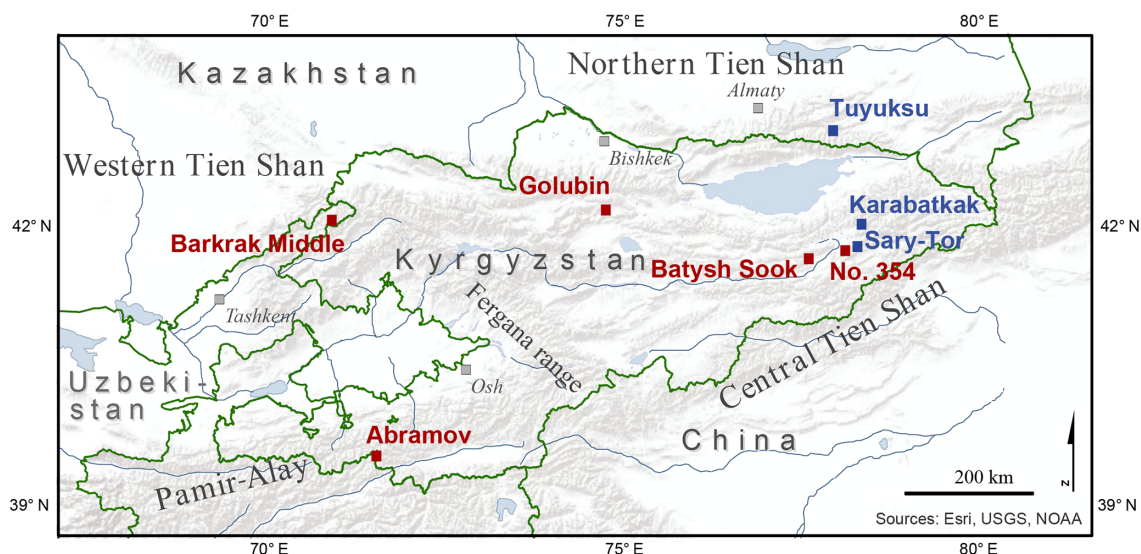 70° E 75° E 80° E
Kazakhstan
Northern Tien Shan
Almaty
Tuyuksu
Western Tien Shan
Bishkek
Golubin
42° N
Karabatkak
42° N
Barkrak Middle
Sary-Tor
Kyrgyzstan
Batysh Sook
No. 354
Tashkent
Fergana range
Central Tien Shan
Uzbeki-
stan
Osh
Abramov
China
Pamir-Alay
200 km
N
39° N
39° N
Sources: Esri, USGS, NOAA
70° E 75° E 80° E